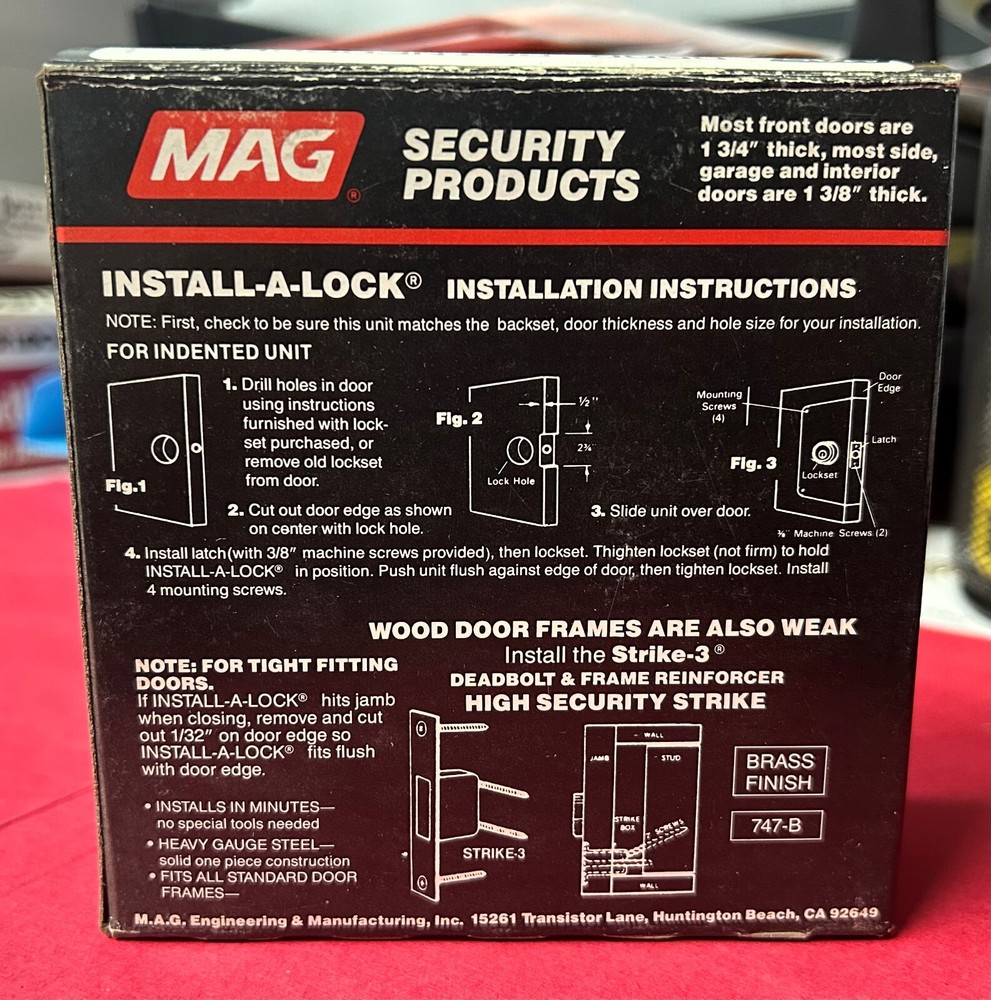 MAG®
SECURITY
PRODUCTS
Most front doors are
1 3/4" thick, most side,
garage and interior
doors are 1 3/8" thick.
INSTALL-A-LOCK® INSTALLATION INSTRUCTIONS
NOTE: First, check to be sure this unit matches the backset, door thickness and hole size for your installation.
FOR INDENTED UNIT
Fig.1
1. Drill holes in door
using instructions
furnished with lock-
set purchased, or
remove old lockset
from door.
2. Cut out door edge as shown
on center with lock hole.
Fig. 2
1/2"
2¾
Lock Hole
3. Slide unit over door.
Mounting
Screws
(4)
Door
Edge
Latch
Fig. 3
Lockset
⅜" Machine Screws (2)
4. Install latch(with 3/8" machine screws provided), then lockset. Thighten lockset (not firm) to hold
INSTALL-A-LOCK® in position. Push unit flush against edge of door, then tighten lockset. Install
4 mounting screws.
WOOD DOOR FRAMES ARE ALSO WEAK
Install the Strike-3®
DEADBOLT & FRAME REINFORCER
HIGH SECURITY STRIKE
NOTE: FOR TIGHT FITTING
DOORS.
If INSTALL-A-LOCK® hits jamb
when closing, remove and cut
out 1/32" on door edge so
INSTALL-A-LOCK® fits flush
with door edge.
• INSTALLS IN MINUTES—
no special tools needed
• HEAVY GAUGE STEEL—
solid one piece construction
• FITS ALL STANDARD DOOR
FRAMES—
STRIKE-3
WALL
JAMB
STUD
STRIKE
BOX
SCREWS
WALL
BRASS
FINISH
747-B
M.A.G. Engineering & Manufacturing, Inc. 15261 Transistor Lane, Huntington Beach, CA 92649